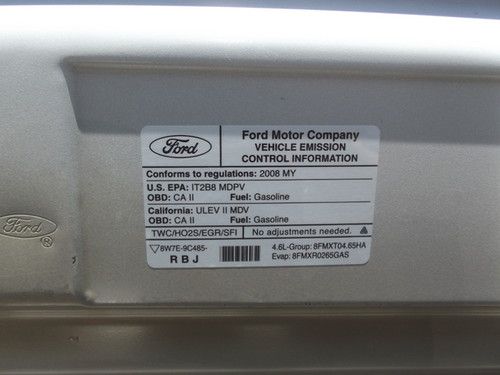 Ford
Ford Motor Company
VEHICLE EMISSION
CONTROL INFORMATION
Conforms to regulations: 2008 MY
U.S. EPA: IT2B8 MDPV
OBD: CA II Fuel: Gasoline
California: ULEV II MDV
OBD: CA II Fuel: Gasoline
TWC/HO2S/EGR/SFI No adjustments needed.
8W7E-9C485-
R B J
4.6L-Group: 8FMXT04.65HA
Evap: 8FMXR0265GAS
Ford ®